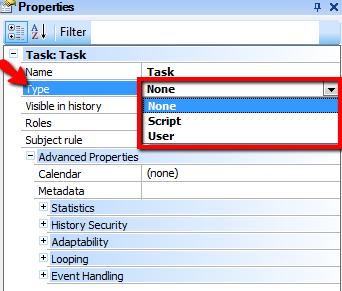 Properties
Filter
Task: Task
Name Task
Type None
Visible in history None
Roles Script
Subject rule User
Advanced Properties
Calendar (none)
Metadata
Statistics
History Security
Adaptability
Looping
Event Handling